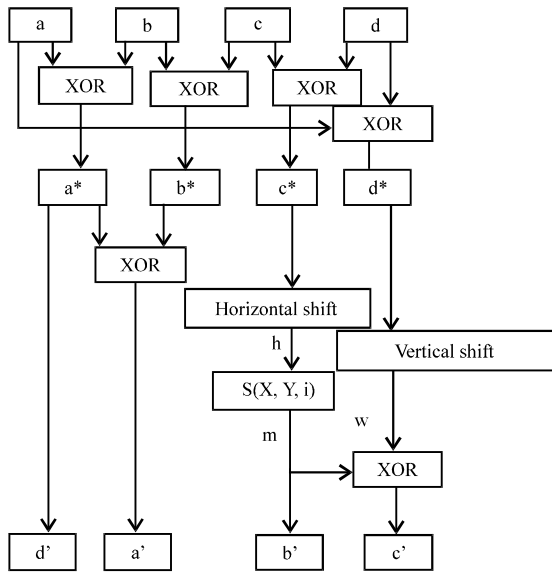 a b c d
XOR XOR XOR
XOR
a* b* c* d*
XOR
Horizontal shift
h
Vertical shift
S(X, Y, i)
w
m
XOR
d’ a’ b’ c’